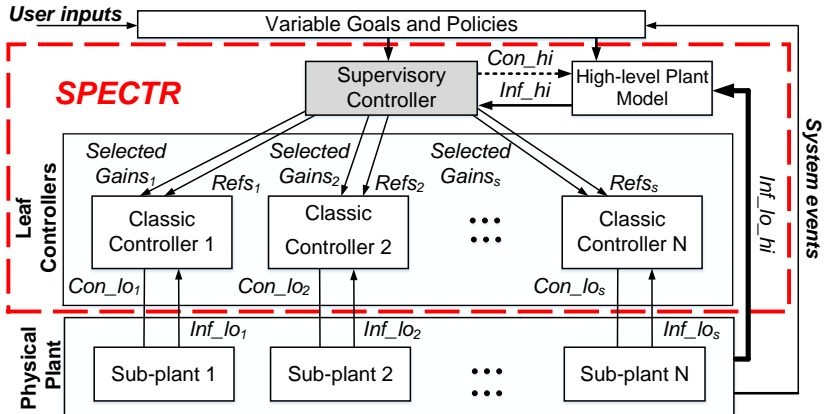 User inputs
Variable Goals and Policies
SPECTR
Supervisory
Controller
Con_hi
Inf_hi
High-level Plant
Model
Selected
Gains1
Refs1
Selected
Gains2
Refs2
Selected
Gainss
Refss
Leaf
Controllers
Classic
Controller 1
Classic
Controller 2
Classic
Controller N
Con_lo1
Inf_lo1
Con_lo2
Inf_lo2
Con_los
Inf_los
Inf_lo_hi
System events
Physical
Plant
Sub-plant 1
Sub-plant 2
Sub-plant N